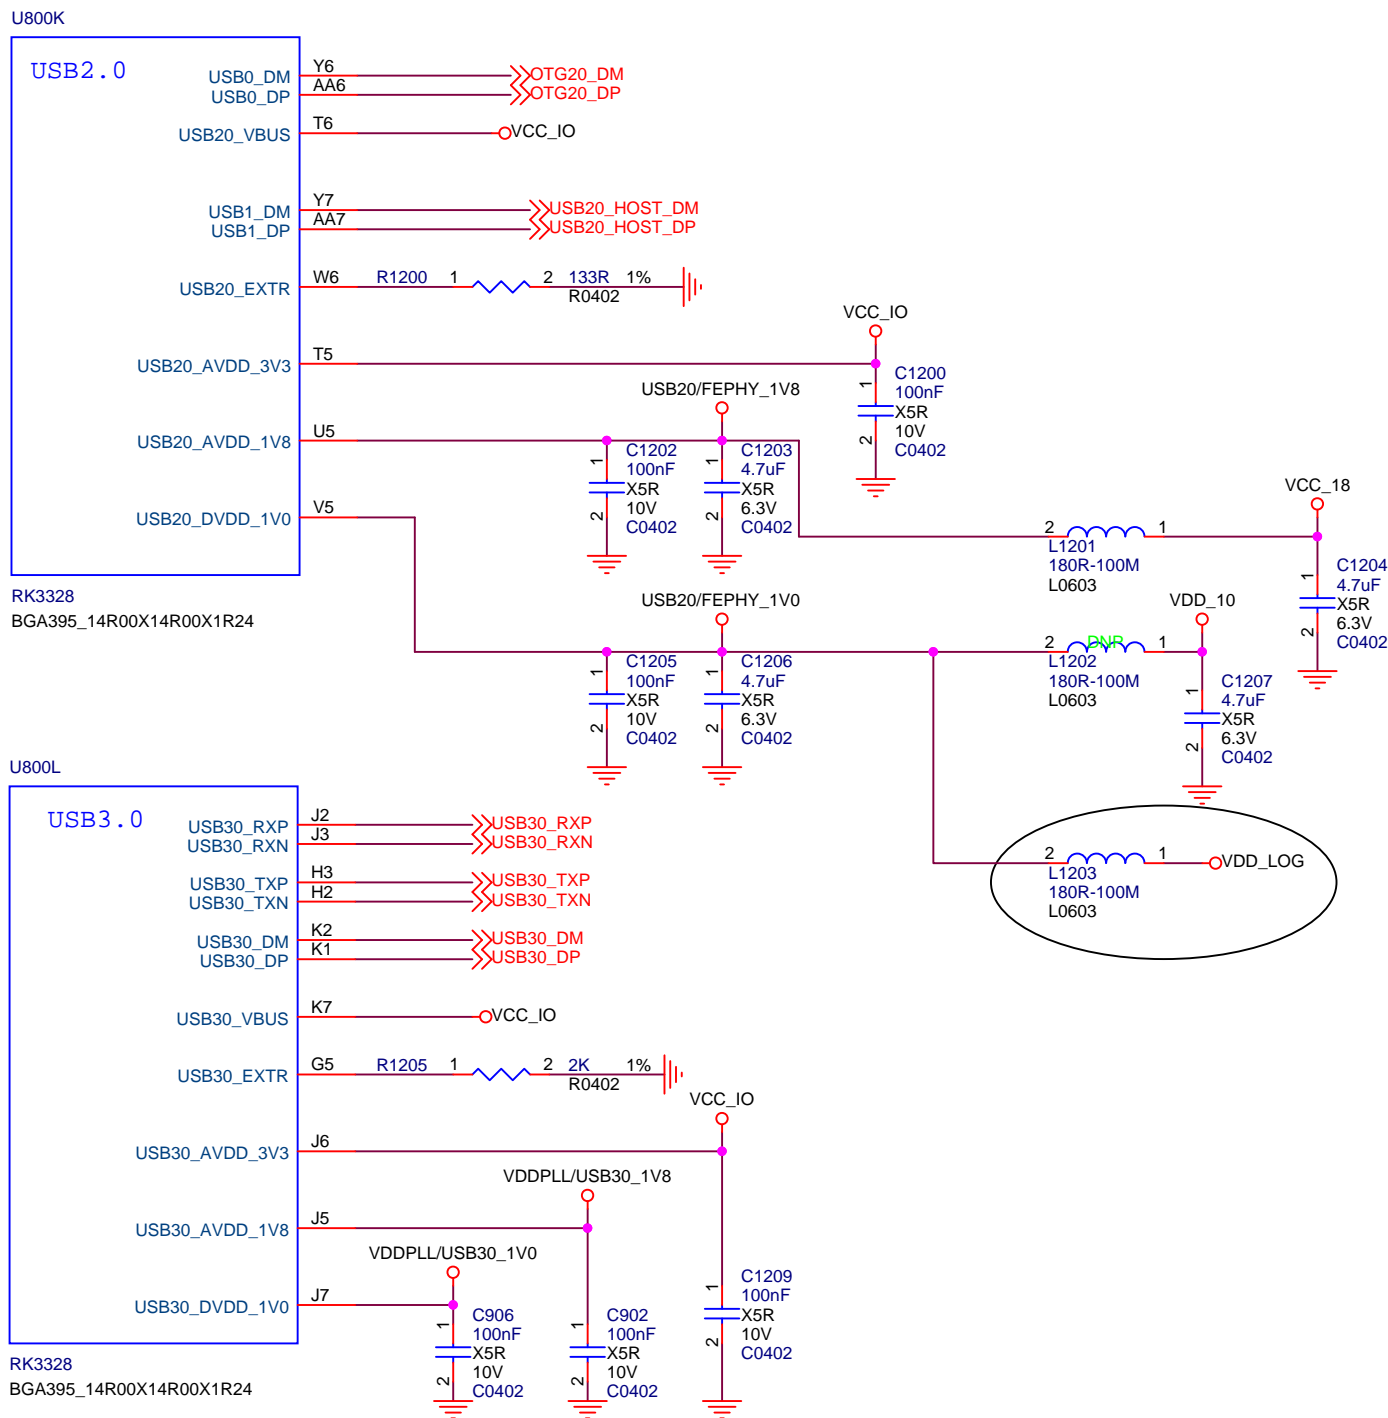 U800K
USB2.0
USB0_DM Y6 OTG20_DM
USB0_DP AA6 OTG20_DP
USB20_VBUS T6 VCC_IO
USB1_DM Y7 USB20_HOST_DM
USB1_DP AA7 USB20_HOST_DP
USB20_EXTR W6 R1200 1 2 133R 1%
R0402
VCC_IO
USB20_AVDD_3V3 T5
1 C1200
100nF
X5R
10V
2 C0402
USB20/FEPHY_1V8
USB20_AVDD_1V8 U5
1 C1202
100nF
X5R
10V
2 C0402
1 C1203
4.7uF
X5R
6.3V
2 C0402
VCC_18
USB20_DVDD_1V0 V5
2 1
L1201
180R-100M
L0603
1 C1204
4.7uF
X5R
6.3V
2 C0402
RK3328
BGA395_14R00X14R00X1R24
USB20/FEPHY_1V0
VDD_10
1 C1205
100nF
X5R
10V
2 C0402
1 C1206
4.7uF
X5R
6.3V
2 C0402
2 DNP 1
L1202
180R-100M
L0603
1 C1207
4.7uF
X5R
6.3V
2 C0402
2 1 VDD_LOG
L1203
180R-100M
L0603
U800L
USB3.0
USB30_RXP J2 USB30_RXP
USB30_RXN J3 USB30_RXN
USB30_TXP H3 USB30_TXP
USB30_TXN H2 USB30_TXN
USB30_DM K2 USB30_DM
USB30_DP K1 USB30_DP
USB30_VBUS K7 VCC_IO
USB30_EXTR G5 R1205 1 2 2K 1%
R0402
VCC_IO
USB30_AVDD_3V3 J6
VDDPLL/USB30_1V8
USB30_AVDD_1V8 J5
VDDPLL/USB30_1V0
USB30_DVDD_1V0 J7
1 C906
100nF
X5R
10V
2 C0402
1 C902
100nF
X5R
10V
2 C0402
1 C1209
100nF
X5R
10V
2 C0402
RK3328
BGA395_14R00X14R00X1R24